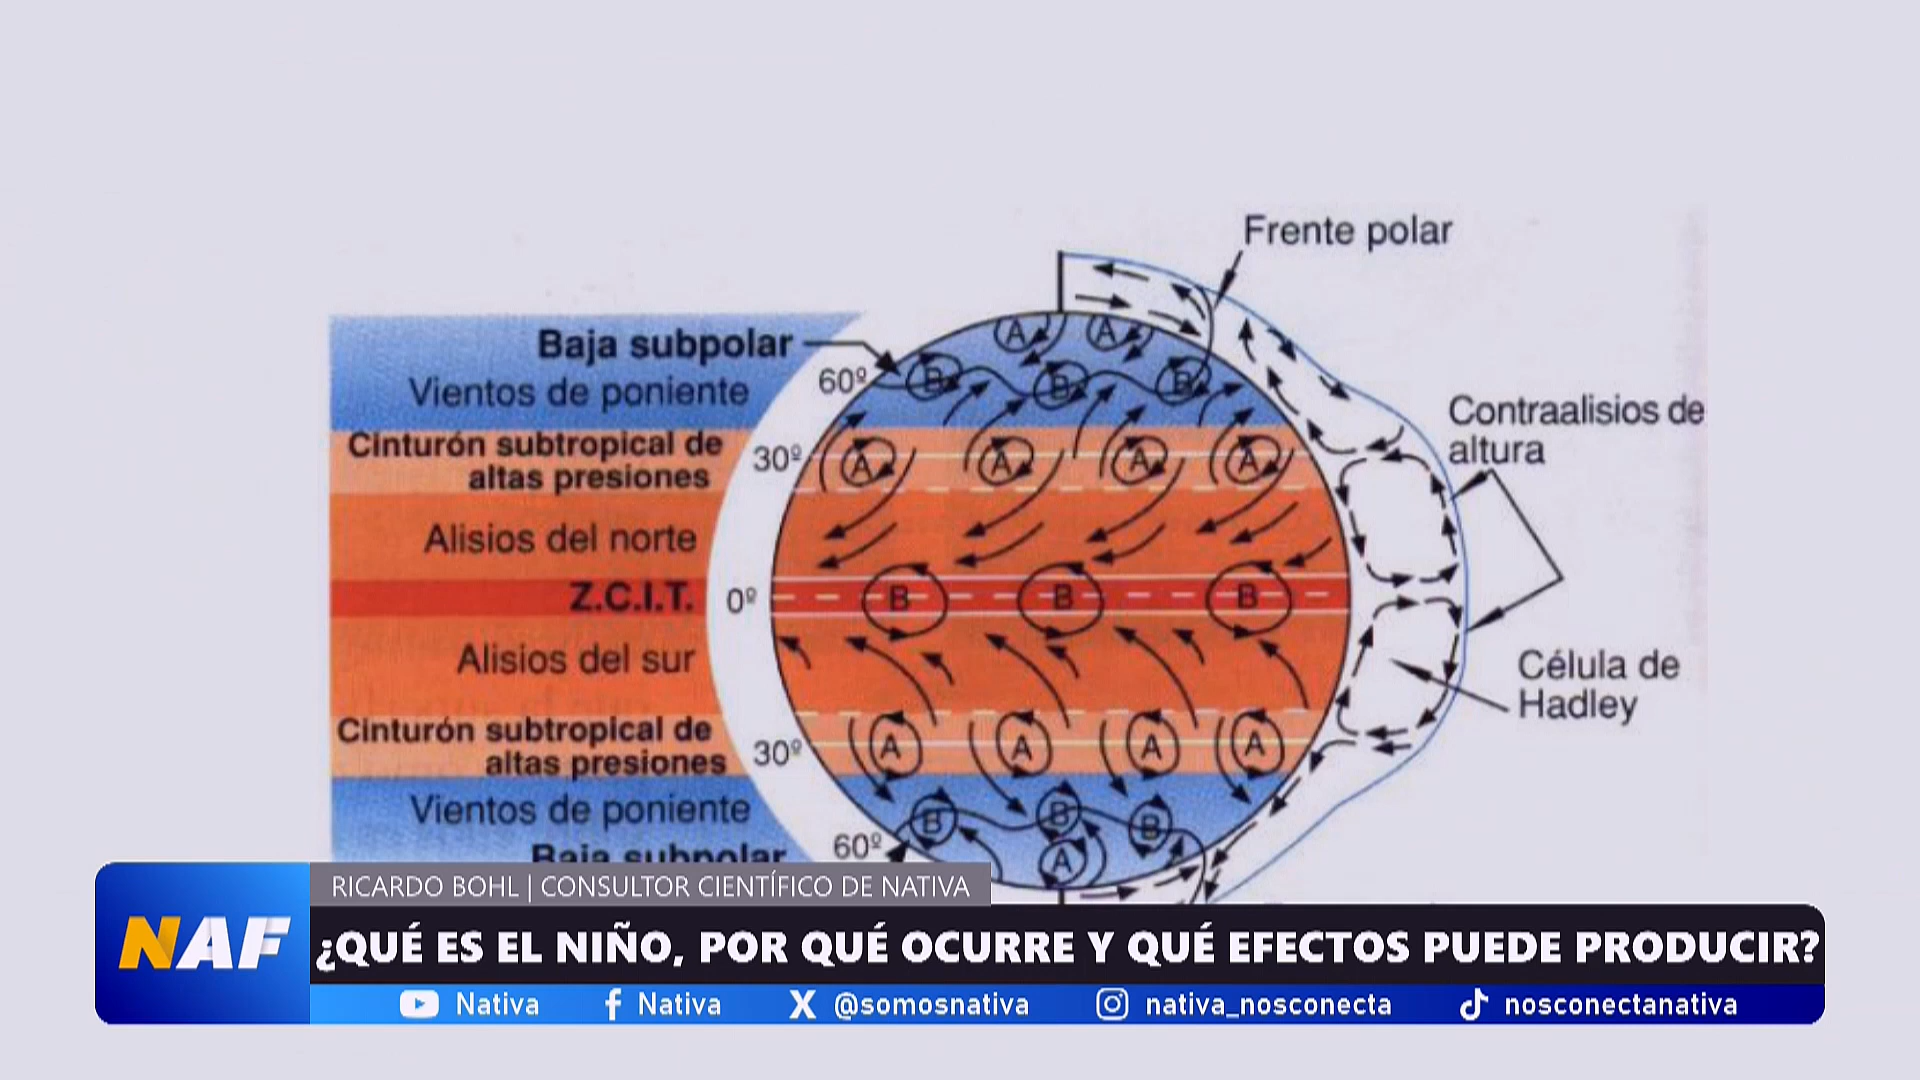 Frente polar
Baja subpolar
60º
Vientos de poniente
Contraalisios de
altura
Cinturón subtropical de
altas presiones
30º
Alisios del norte
Z.C.I.T.
0º
Alisios del sur
Célula de
Hadley
Cinturón subtropical de
altas presiones
30º
Vientos de poniente
60º
Baja subpolar
A A
B B B
A A A A
B B B
A A A A
B B B
A
RICARDO BOHL | CONSULTOR CIENTÍFICO DE NATIVA
NAF
¿QUÉ ES EL NIÑO, POR QUÉ OCURRE Y QUÉ EFECTOS PUEDE PRODUCIR?
Nativa Nativa @somosnativa nativa_nosconecta nosconectanativa